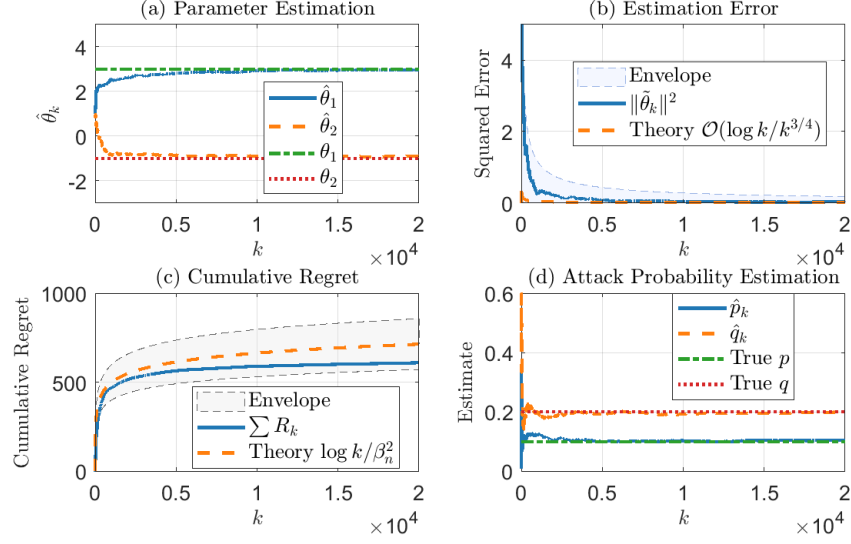 (a) Parameter Estimation
4
2
0
-2
θ̂_k
θ̂_1
θ̂_2
θ_1
θ_2
0
0.5
1
1.5
2
k
×10^4
(b) Estimation Error
4
2
0
Squared Error
Envelope
‖θ̃_k‖^2
Theory O(log k/k^{3/4})
0
0.5
1
1.5
2
k
×10^4
(c) Cumulative Regret
1000
500
0
Cumulative Regret
Envelope
∑ R_k
Theory log k/β_n^2
0
0.5
1
1.5
2
k
×10^4
(d) Attack Probability Estimation
0.6
0.4
0.2
0
Estimate
p̂_k
q̂_k
True p
True q
0
0.5
1
1.5
2
k
×10^4